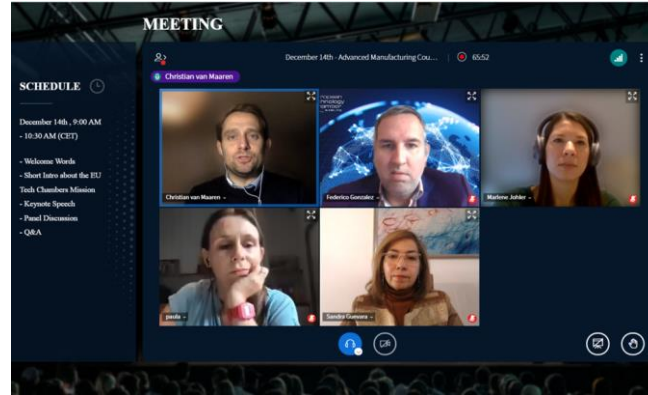 MEETING
December 14th - Advanced Manufacturing Cou...
65:52
Christian van Maaren
SCHEDULE
December 14th , 9:00 AM
- 10:30 AM (CET)
- Welcome Words
- Short Intro about the EU
Tech Chambers Mission
- Keynote Speech
- Panel Discussion
- Q&A
Christian van Maaren
Federico Gonzalez
Marlene Johler
paula
Sandra Guevara